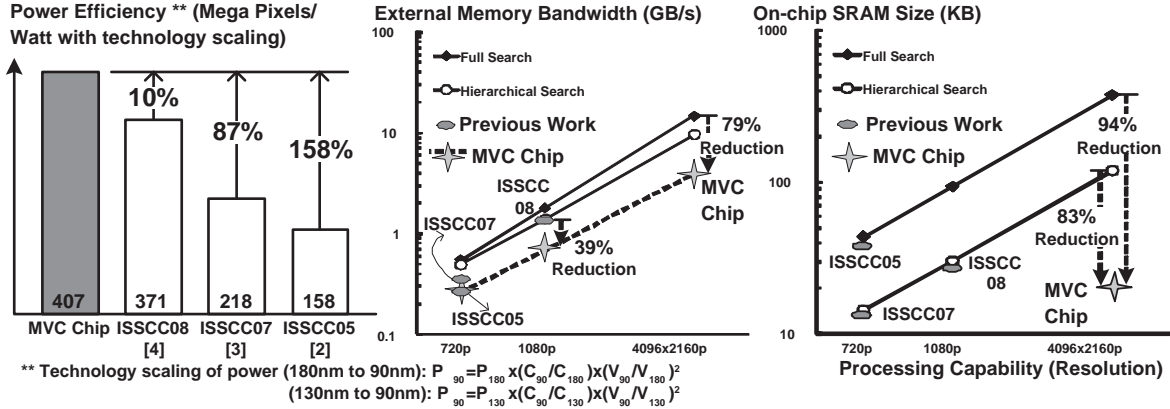 Power Efficiency ** (Mega Pixels/
Watt with technology scaling)
10%
87%
158%
407
371
218
158
MVC Chip
ISSCC08
[4]
ISSCC07
[3]
ISSCC05
[2]
External Memory Bandwidth (GB/s)
100
10
1
0.1
Full Search
Hierarchical Search
Previous Work
MVC Chip
ISSCC
08
ISSCC07
ISSCC05
79%
Reduction
MVC
Chip
39%
Reduction
720p
1080p
4096x2160p
On-chip SRAM Size (KB)
1000
100
10
Full Search
Hierarchical Search
Previous Work
MVC Chip
94%
Reduction
83%
Reduction
ISSCC05
ISSCC
08
ISSCC07
MVC
Chip
720p
1080p
4096x2160p
Processing Capability (Resolution)
** Technology scaling of power (180nm to 90nm): P 90=P180 x(C90/C180)x(V90/V180)²
(130nm to 90nm): P 90=P130 x(C90/C130)x(V90/V130)²